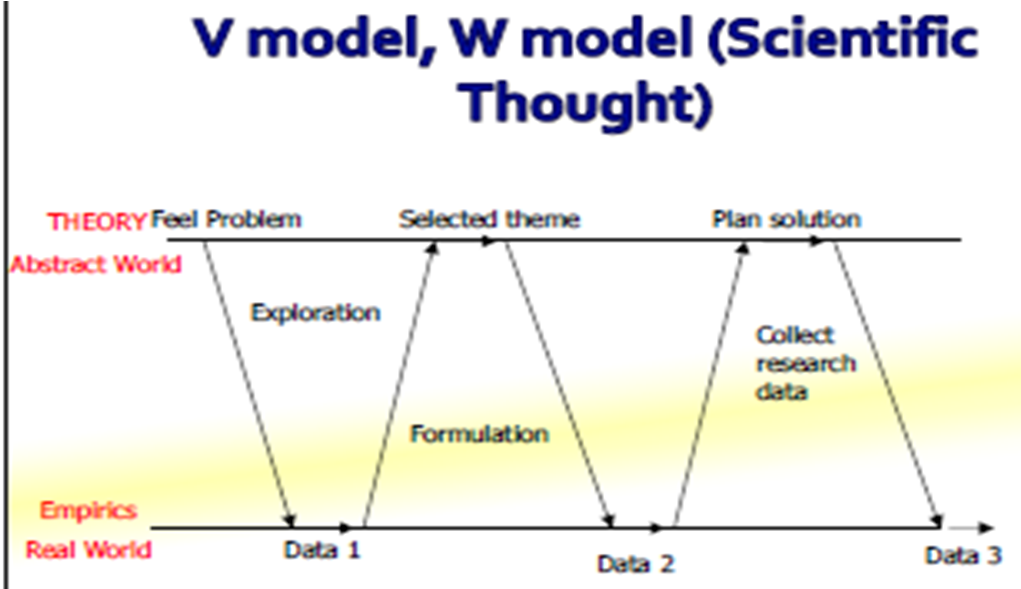 V model, W model (Scientific
Thought)
THEORY Feel Problem Selected theme Plan solution
Abstract World
Exploration
Collect
research
data
Formulation
Empirics
Real World
Data 1
Data 2
Data 3